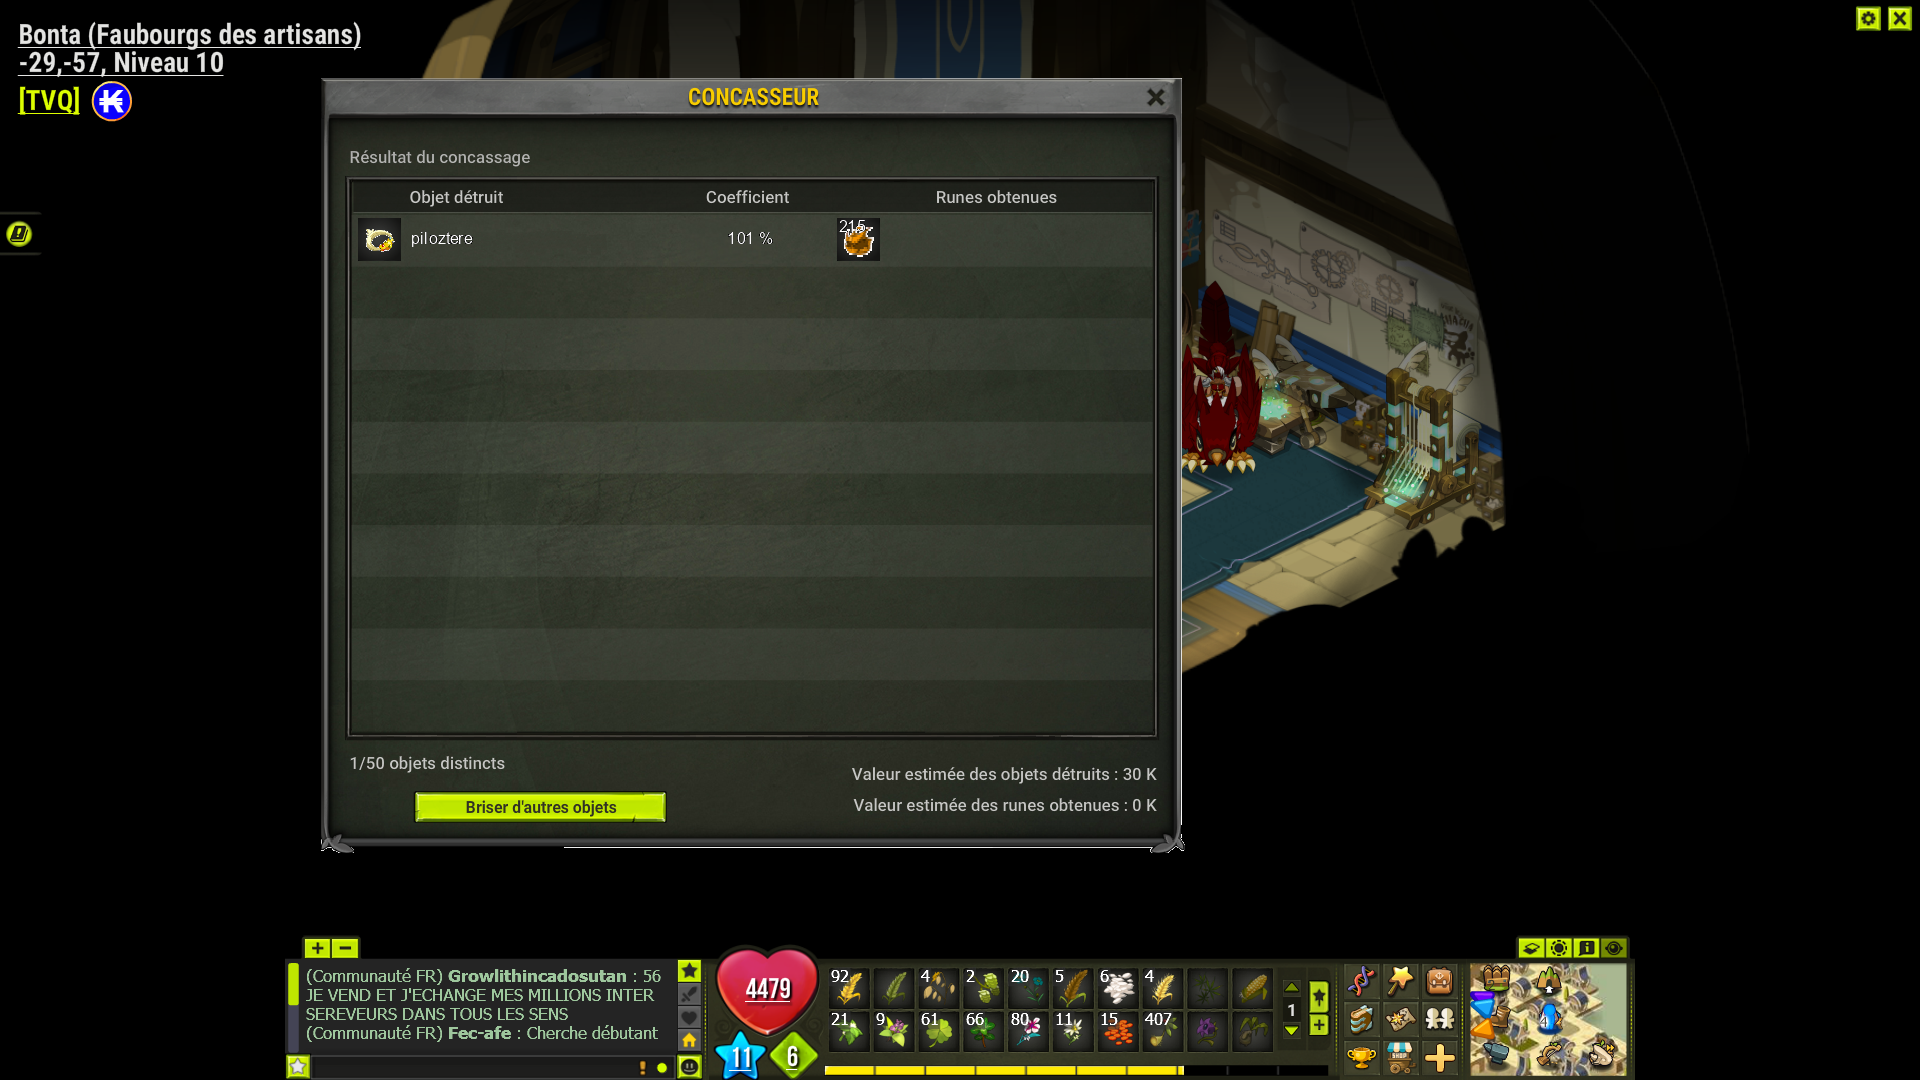 Bonta (Faubourgs des artisans)
-29,-57, Niveau 10
[TVQ]
CONCASSEUR
Résultat du concassage
Objet détruit Coefficient Runes obtenues
piloztere 101 % 215
1/50 objets distincts
Valeur estimée des objets détruits : 30 K
Briser d'autres objets
Valeur estimée des runes obtenues : 0 K
(Communauté FR) Growlithincadosutan : 56
JE VEND ET J'ECHANGE MES MILLIONS INTER
SEREVEURS DANS TOUS LES SENS
(Communauté FR) Fec-afe : Cherche débutant
4479
11 6
92 4 2 20 5 6 4
21 9 61 66 80 11 15 407
1
SHOP
4